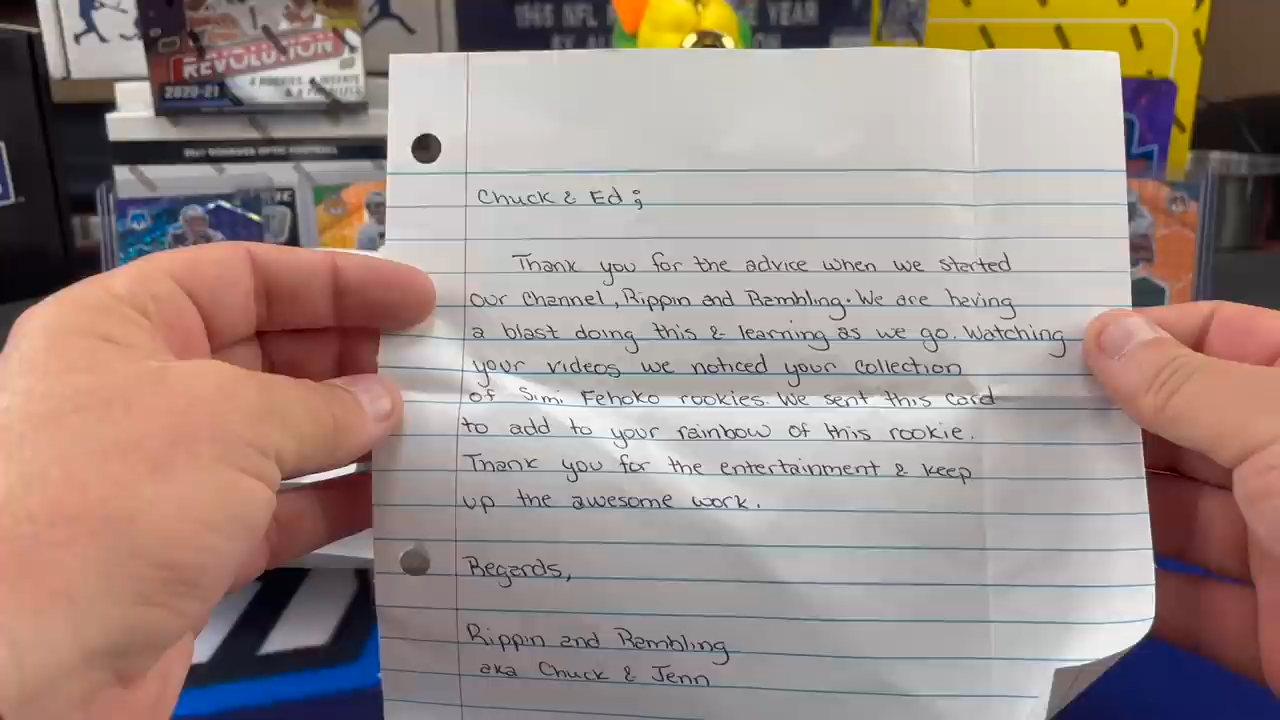 1965 NFL
YEAR
REVOLUTION
2020-21
Chuck & Ed;
Thank you for the advice when we started
our channel, Rippin and Rambling. We are having
a blast doing this & learning as we go. Watching
your videos we noticed your collection
of Simi Fehoko rookies. We sent this card
to add to your rainbow of this rookie.
Thank you for the entertainment & keep
up the awesome work.
Regards,
Rippin and Rambling
aka Chuck & Jenn